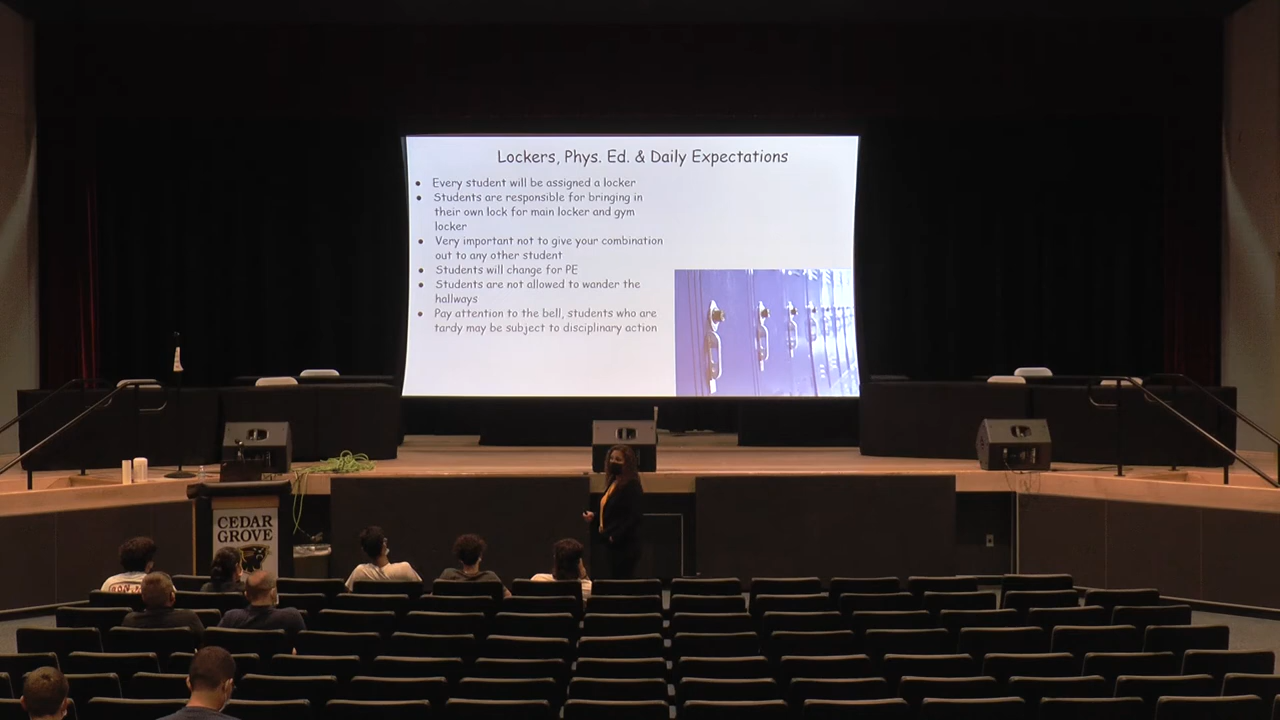 Lockers, Phys. Ed. & Daily Expectations
● Every student will be assigned a locker
● Students are responsible for bringing in
their own lock for main locker and gym
locker
● Very important not to give your combination
out to any other student
● Students will change for PE
● Students are not allowed to wander the
hallways
● Pay attention to the bell, students who are
tardy may be subject to disciplinary action
CEDAR
GROVE